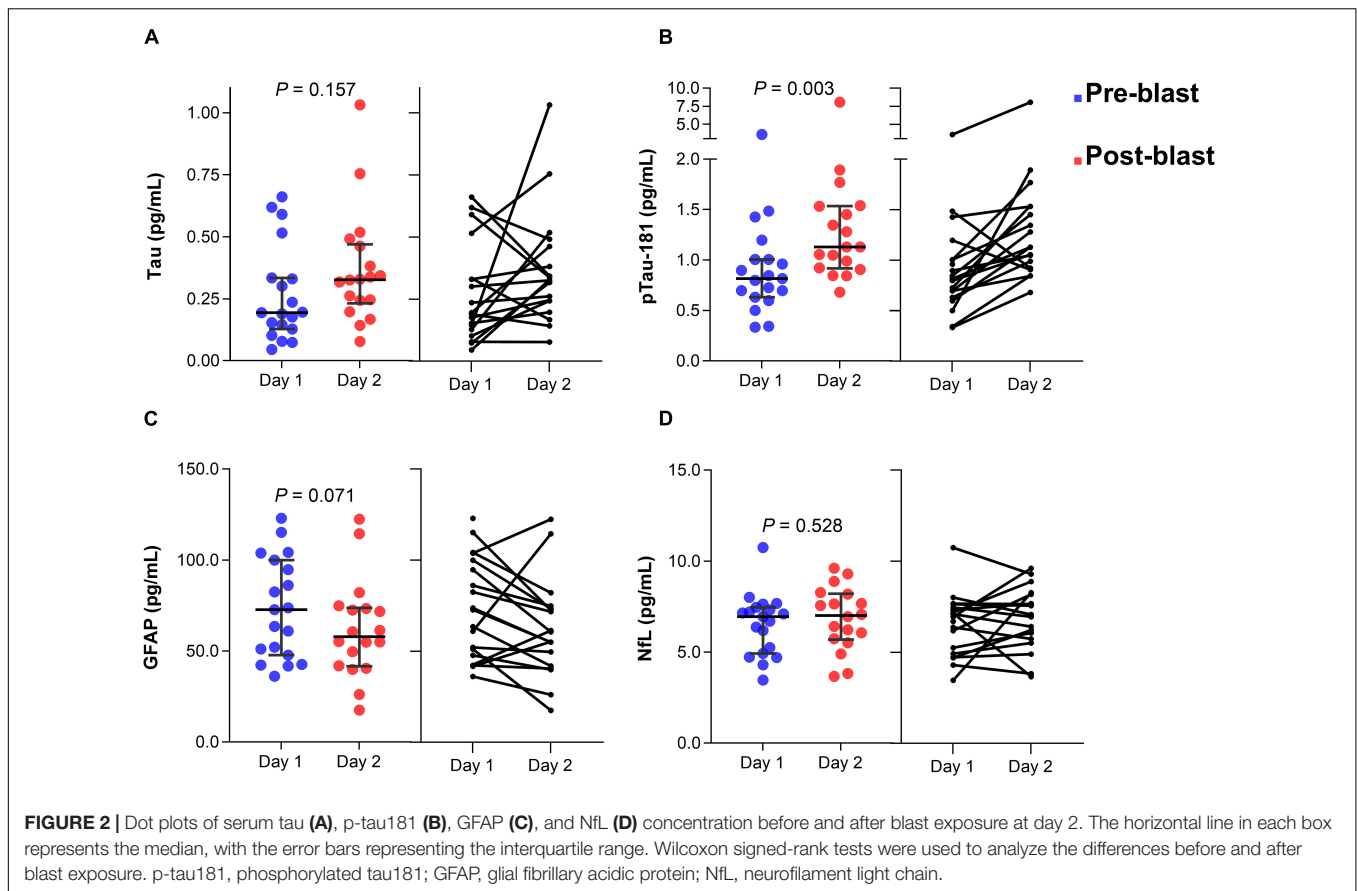 A
P = 0.157
Tau (pg/mL)
1.00
0.75
0.50
0.25
0.00
Day 1 Day 2 Day 1 Day 2
B
P = 0.003
pTau-181 (pg/mL)
10.0
7.5
5.0
2.0
1.5
1.0
0.5
0.0
Day 1 Day 2 Day 1 Day 2
Pre-blast
Post-blast
C
P = 0.071
GFAP (pg/mL)
150.0
100.0
50.0
0.0
Day 1 Day 2 Day 1 Day 2
D
P = 0.528
NfL (pg/mL)
15.0
10.0
5.0
0.0
Day 1 Day 2 Day 1 Day 2
FIGURE 2 | Dot plots of serum tau (A), p-tau181 (B), GFAP (C), and NfL (D) concentration before and after blast exposure at day 2. The horizontal line in each box
represents the median, with the error bars representing the interquartile range. Wilcoxon signed-rank tests were used to analyze the differences before and after
blast exposure. p-tau181, phosphorylated tau181; GFAP, glial fibrillary acidic protein; NfL, neurofilament light chain.